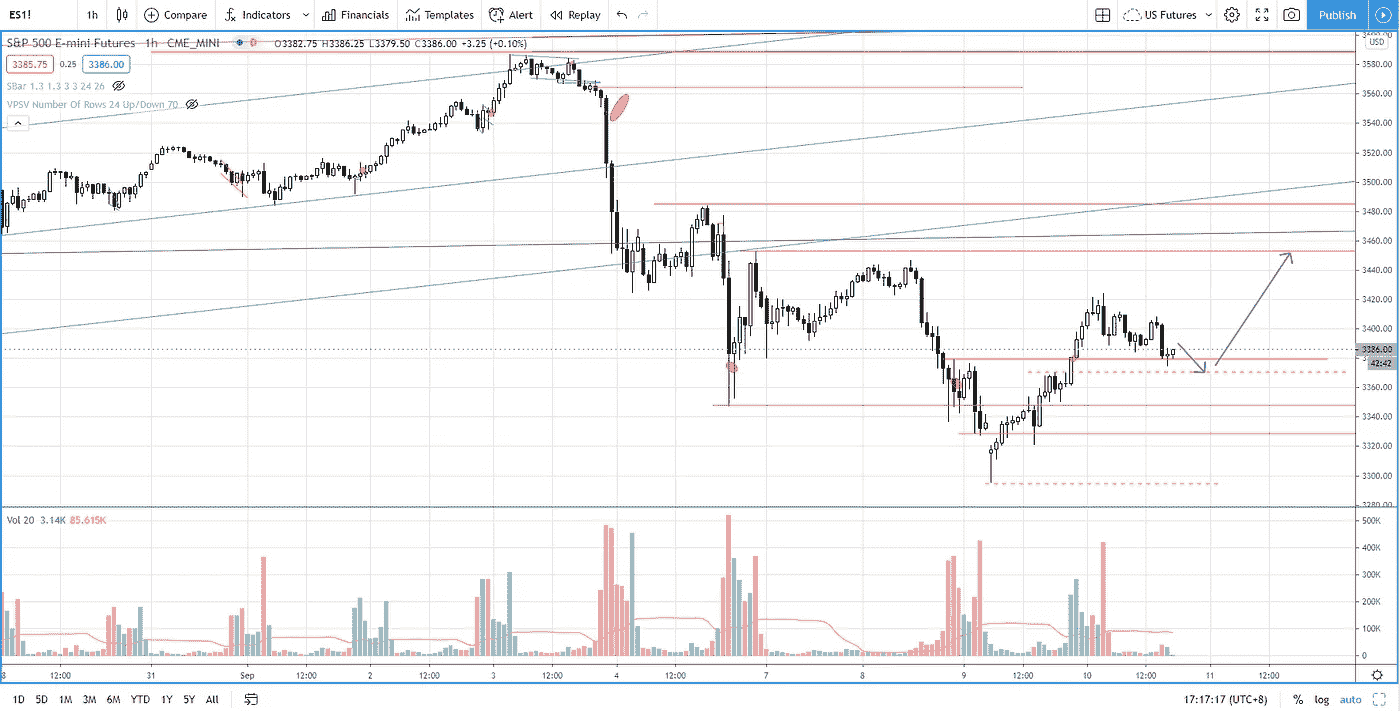 ES1! 1h Compare Indicators Financials Templates Alert Replay US Futures Publish
S&P 500 E-mini Futures 1h CME_MINI O3382.75 H3386.25 L3379.50 C3386.00 +3.25 (+0.10%)
USD
3385.75 0.25 3386.00
SBar 1.3 1.3 3 3 24 26
VPSV Number Of Rows 24 Up/Down 70
3580.00
3560.00
3540.00
3520.00
3500.00
3480.00
3460.00
3440.00
3420.00
3400.00
3386.00
42:42
3360.00
3340.00
3320.00
3300.00
3280.00
Vol 20 3.14K 85.615K
500K
400K
300K
200K
100K
0
3 12:00 31 Sep 12:00 2 12:00 3 12:00 4 12:00 7 12:00 8 9 12:00 10 12:00 11 12:00
1D 5D 1M 3M 6M YTD 1Y 5Y All 17:17:17 (UTC+8) % log auto